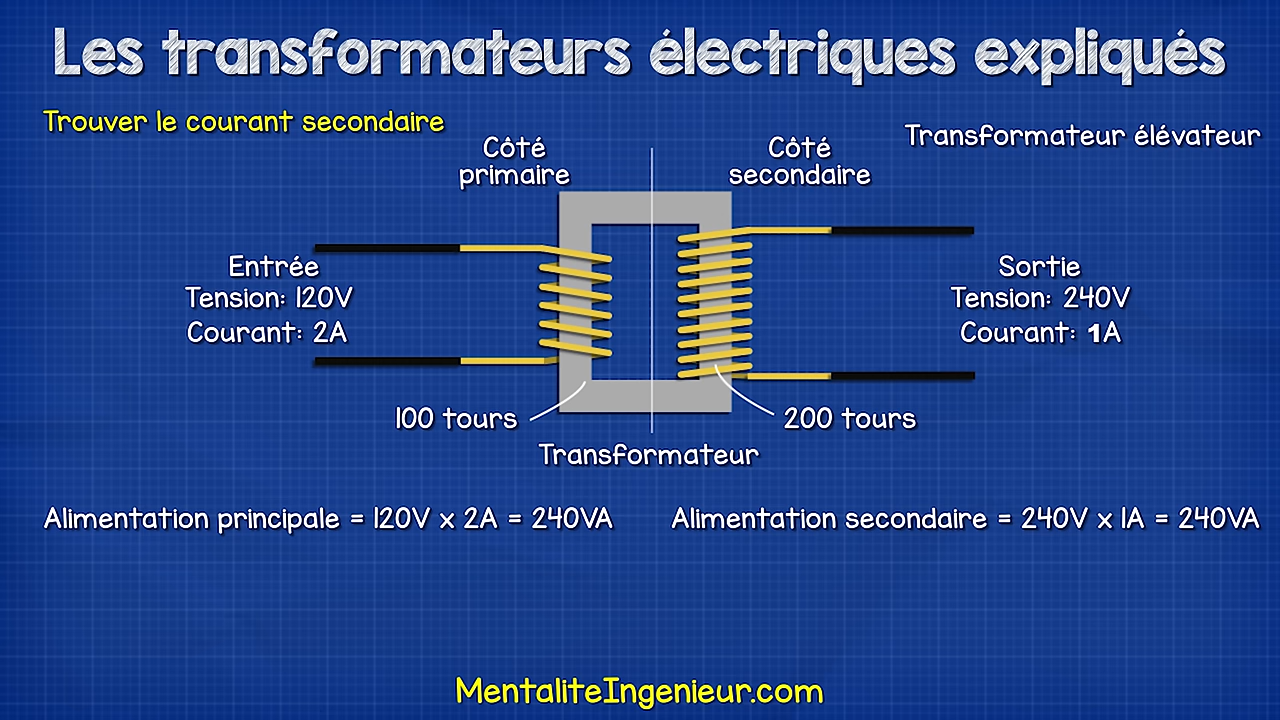 Les transformateurs électriques expliqués
Trouver le courant secondaire
Transformateur élévateur
Côté
primaire
Côté
secondaire
Entrée
Tension: 120V
Courant: 2A
Sortie
Tension: 240V
Courant: 1A
100 tours
200 tours
Transformateur
Alimentation principale = 120V x 2A = 240VA
Alimentation secondaire = 240V x 1A = 240VA
MentaliteIngenieur.com